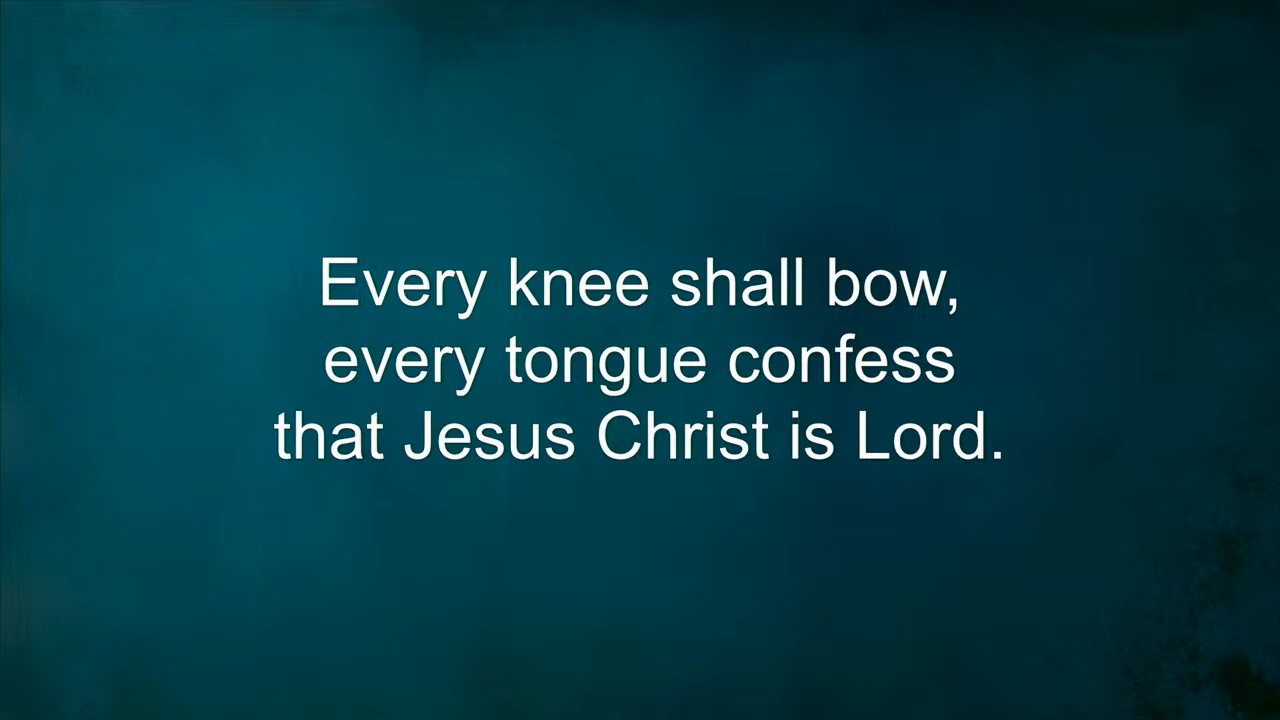 Every knee shall bow,
every tongue confess
that Jesus Christ is Lord.